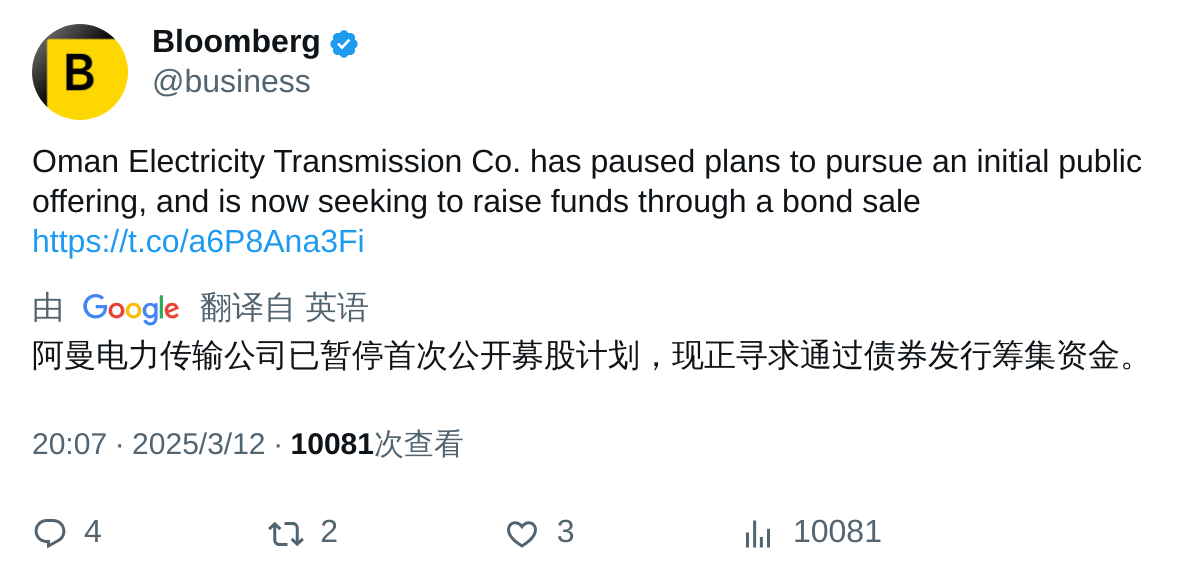 Bloomberg
@business
Oman Electricity Transmission Co. has paused plans to pursue an initial public
offering, and is now seeking to raise funds through a bond sale
https://t.co/a6P8Ana3Fi
由 Google 翻译自 英语
阿曼电力传输公司已暂停首次公开募股计划，现正寻求通过债券发行筹集资金。
20:07 · 2025/3/12 · 10081次查看
4 2 3 10081